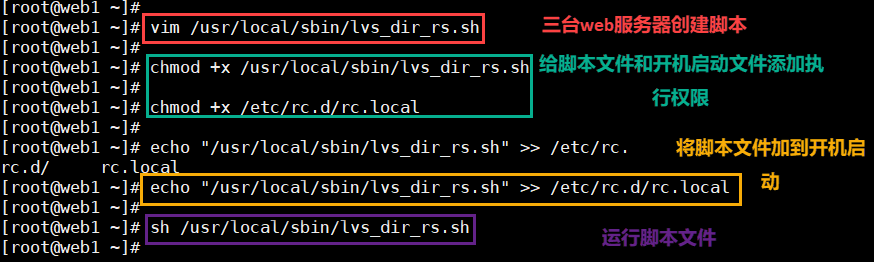 [root@web1 ~]#
[root@web1 ~]# vim /usr/local/sbin/lvs_dir_rs.sh 三台web服务器创建脚本
[root@web1 ~]#
[root@web1 ~]# chmod +x /usr/local/sbin/lvs_dir_rs.sh 给脚本文件和开机启动文件添加执
[root@web1 ~]# 行权限
[root@web1 ~]# chmod +x /etc/rc.d/rc.local
[root@web1 ~]#
[root@web1 ~]# echo "/usr/local/sbin/lvs_dir_rs.sh" >> /etc/rc. 将脚本文件加到开机启
rc.d/ rc.local 动
[root@web1 ~]# echo "/usr/local/sbin/lvs_dir_rs.sh" >> /etc/rc.d/rc.local
[root@web1 ~]#
[root@web1 ~]# sh /usr/local/sbin/lvs_dir_rs.sh 运行脚本文件
[root@web1 ~]#